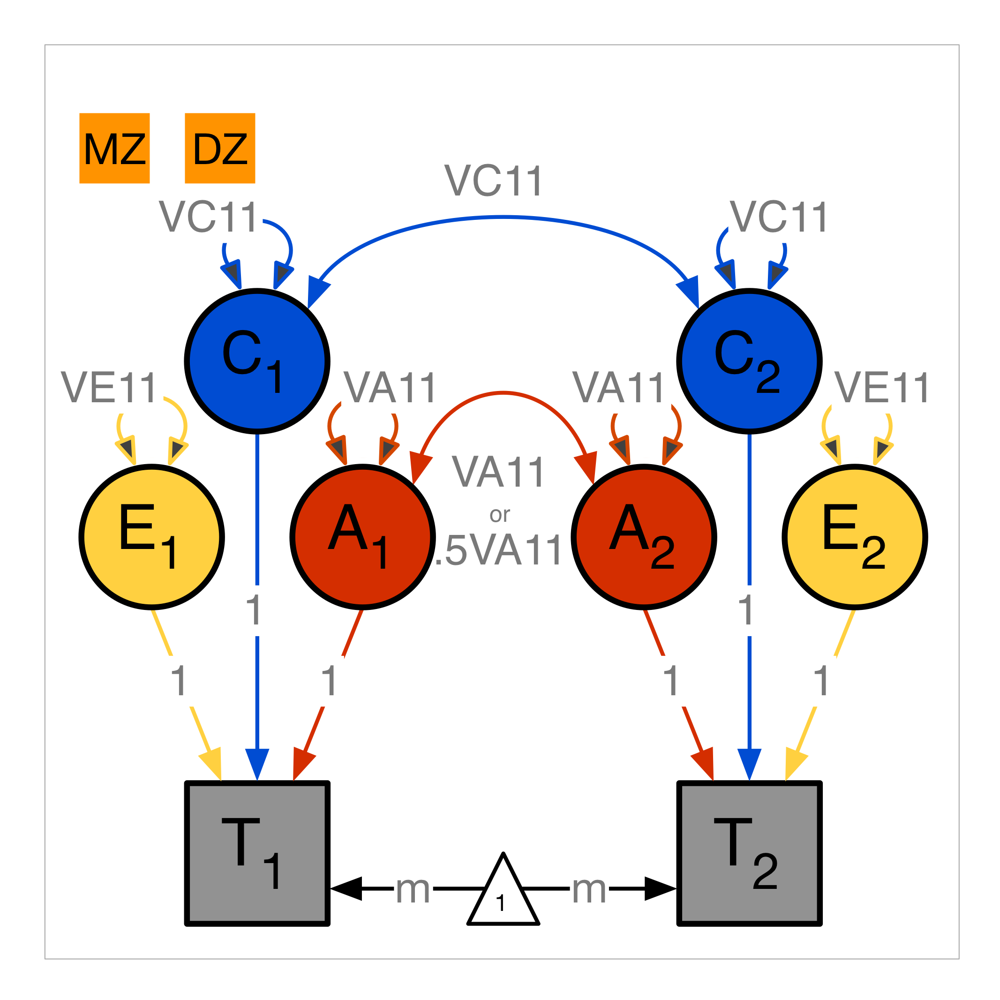 MZ DZ
VC11
VC11 VC11
C1 C2
VE11 VA11 VA11 VE11
VA11
or
.5VA11
E1 A1 A2 E2
1 1
1 1 1 1
T1 T2
m 1 m